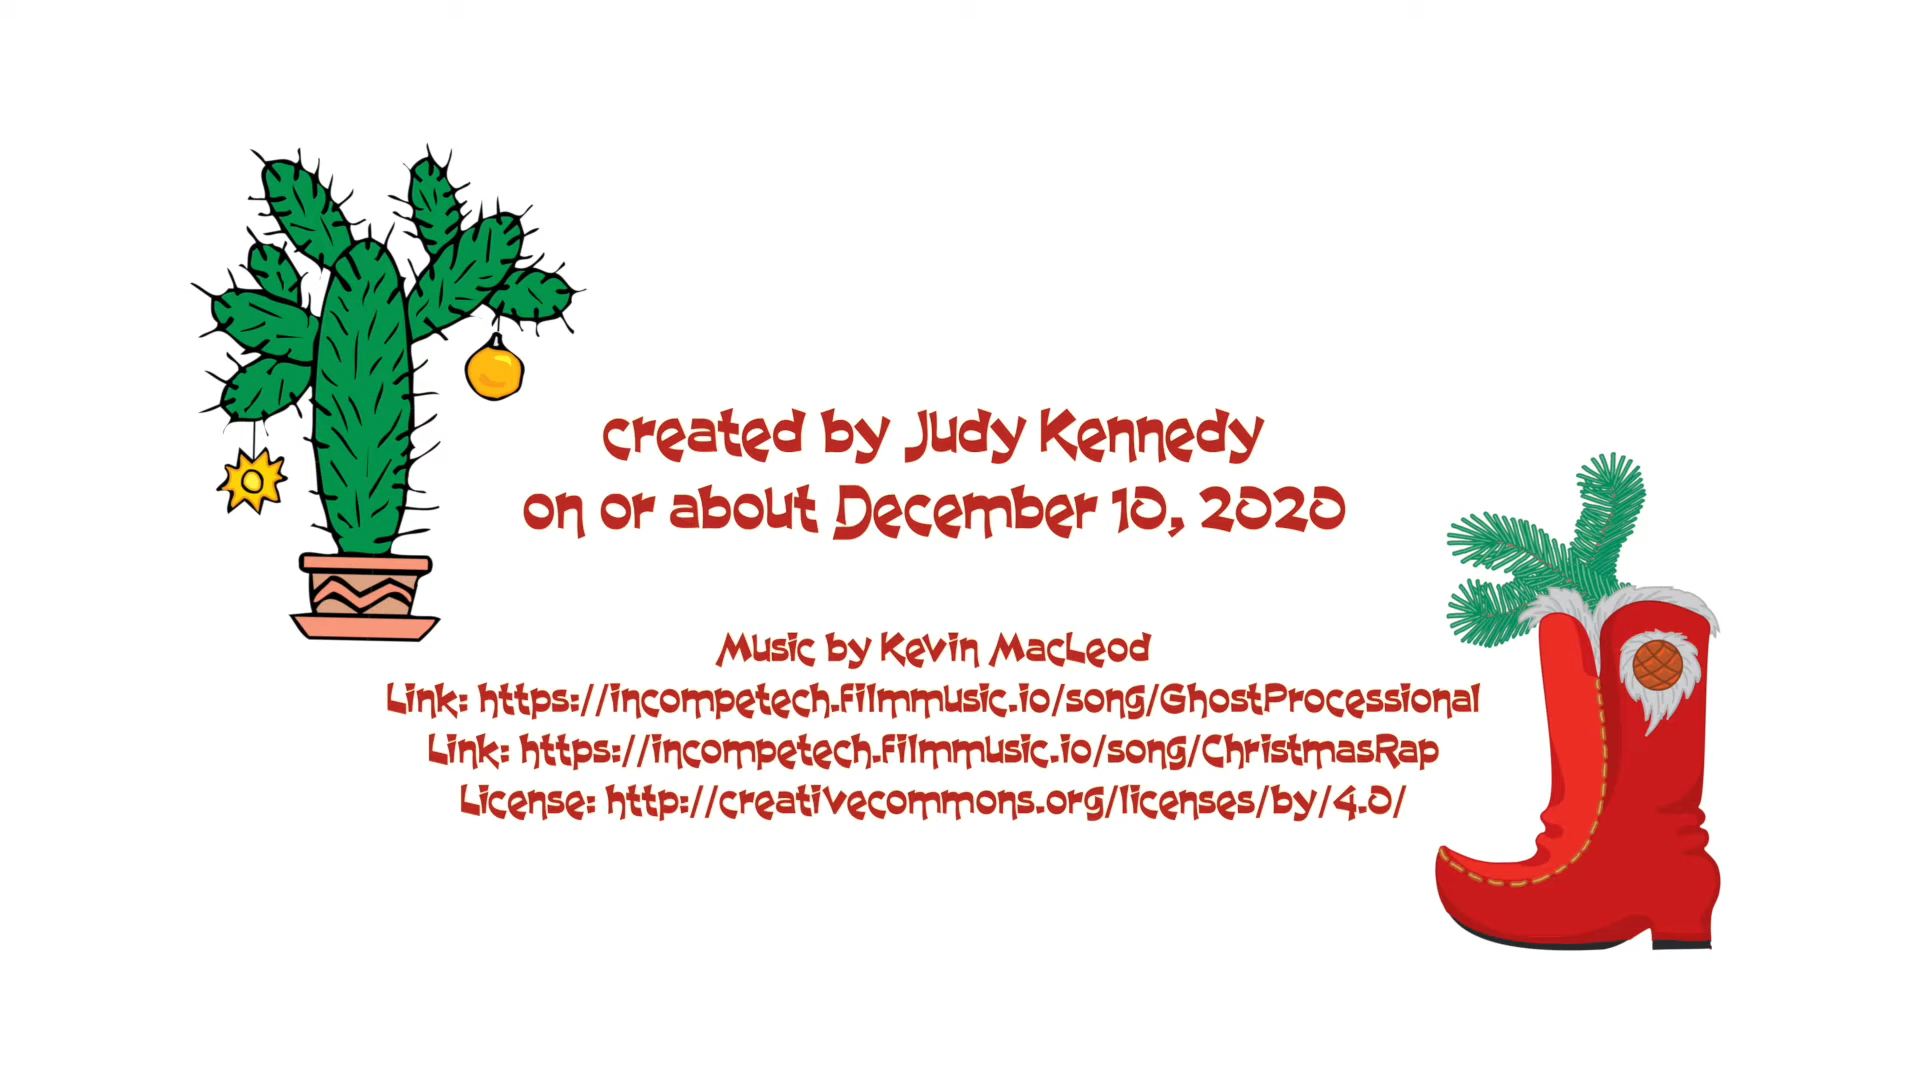 created by Judy Kennedy
on or about December 10, 2020
Music by Kevin MacLeod
Link: https://incompetech.filmmusic.io/song/GhostProcessional
Link: https://incompetech.filmmusic.io/song/ChristmasRap
License: http://creativecommons.org/licenses/by/4.0/